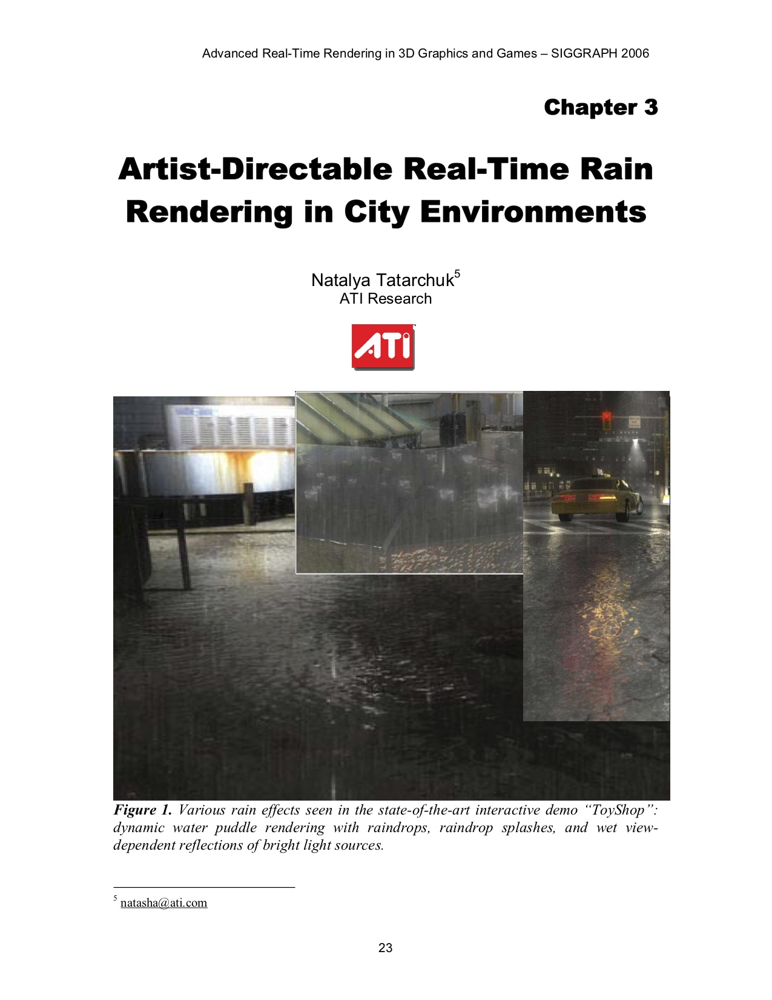 Advanced Real-Time Rendering in 3D Graphics and Games – SIGGRAPH 2006
Chapter 3
Artist-Directable Real-Time Rain
Rendering in City Environments
Natalya Tatarchuk5
ATI Research
ATI
Figure 1. Various rain effects seen in the state-of-the-art interactive demo “ToyShop”:
dynamic water puddle rendering with raindrops, raindrop splashes, and wet view-
dependent reflections of bright light sources.
5 natasha@ati.com
23